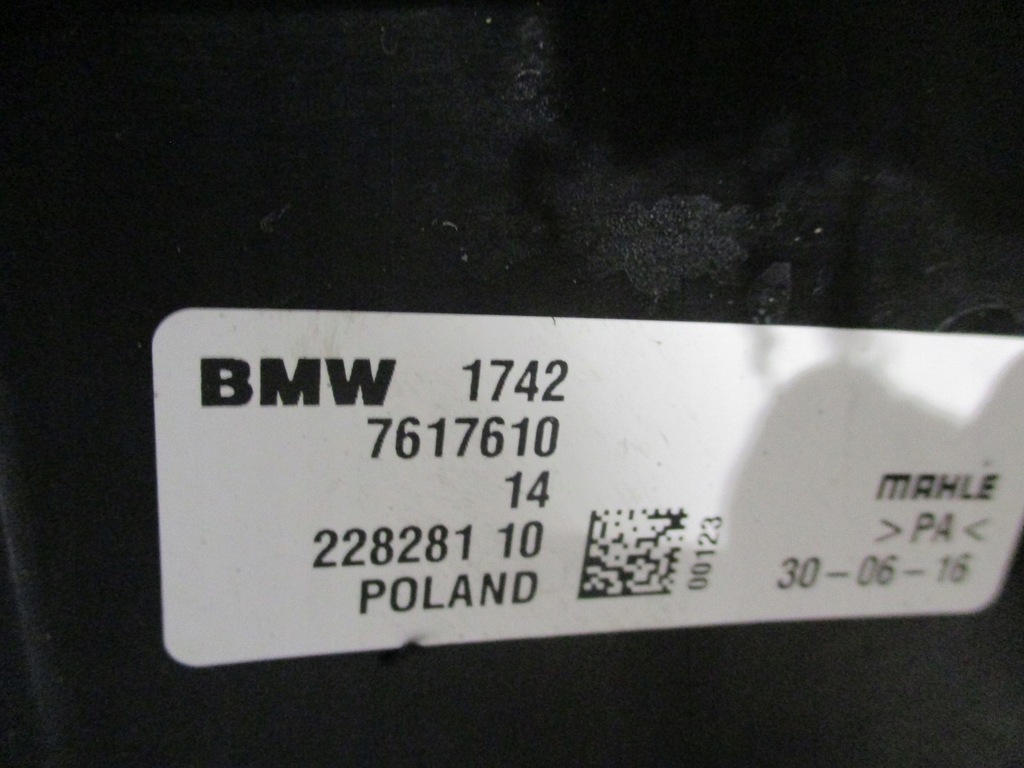 BMW 1742
7617610
14
228281 10
POLAND
00123
MAHLE
>PA<
30-06-16